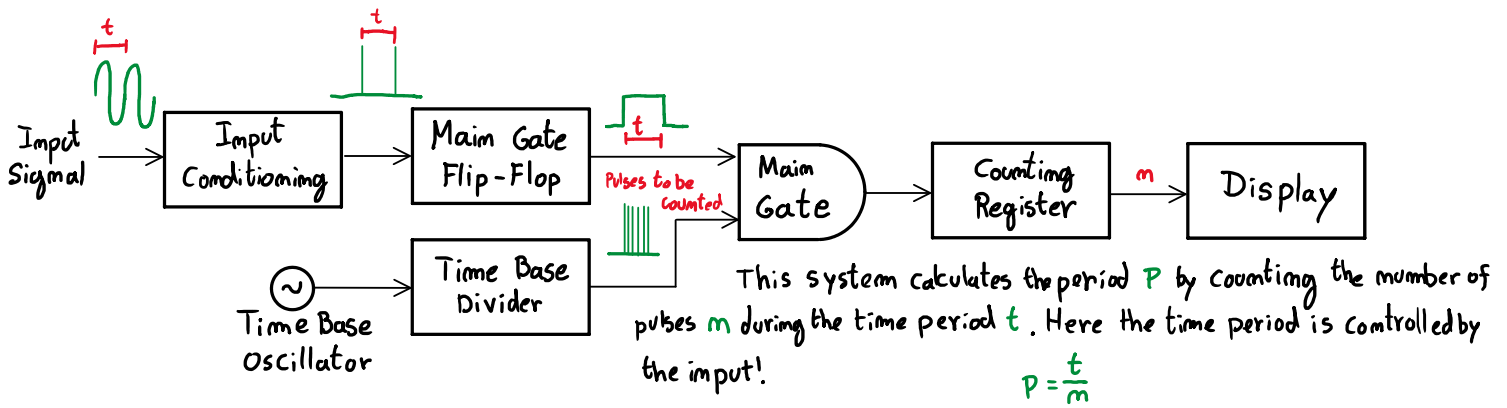 t
t
Input
Signal
Input
Conditioning
Main Gate
Flip-Flop
t
Pulses to be
counted
Main
Gate
Counting
Register
n
Display
Time Base
Oscillator
Time Base
Divider
This system calculates the period P by counting the number of
pulses n during the time period t. Here the time period is controlled by
the input!
P = t/n